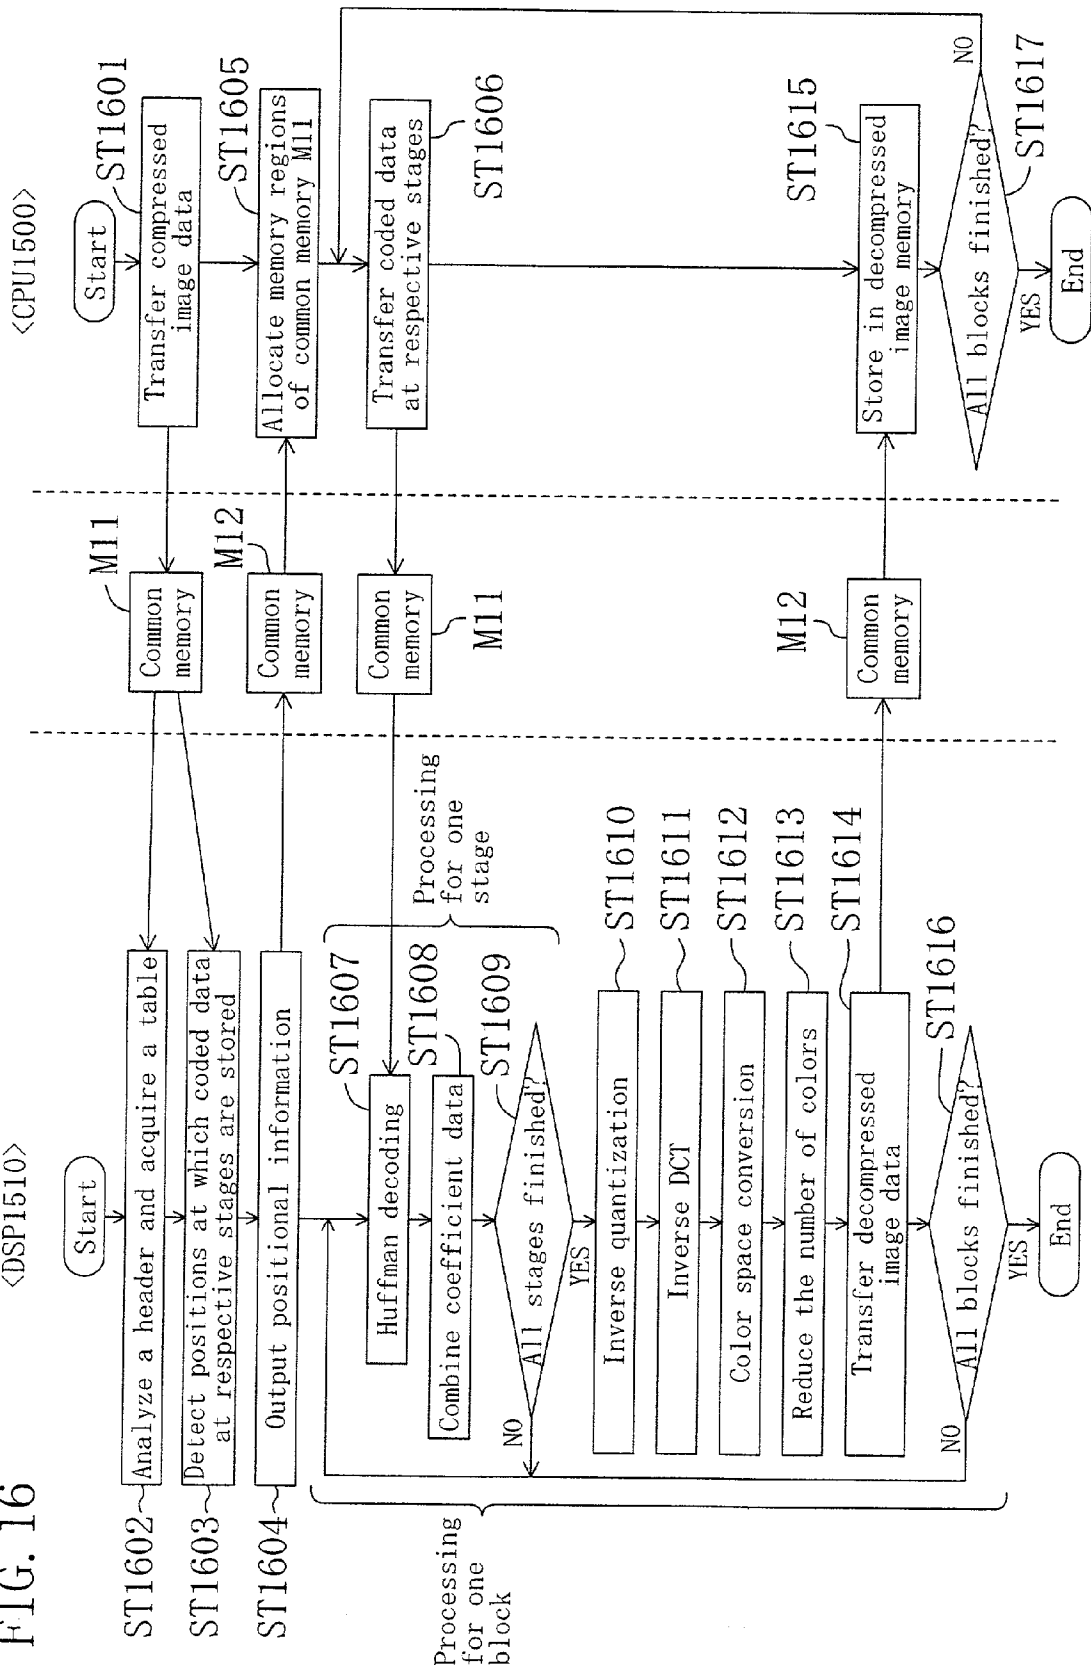 FIG. 16
<DSP1510>
<CPU1500>
Start
ST1602
Analyze a header and acquire a table
ST1603
Detect positions at which coded data
at respective stages are stored
ST1604
Output positional information
Processing
for one
block
ST1607
Huffman decoding
ST1608
Combine coefficient data
ST1609
All stages finished?
NO
YES
Processing
for one
stage
Inverse quantization
ST1610
Inverse DCT
ST1611
Color space conversion
ST1612
Reduce the number of colors
ST1613
Transfer decompressed
image data
ST1614
All blocks finished?
ST1616
NO
YES
End
M11
Common
memory
M12
Common
memory
Common
memory
M11
M12
Common
memory
Start
ST1601
Transfer compressed
image data
ST1605
Allocate memory regions
of common memory M11
Transfer coded data
at respective stages
ST1606
ST1615
Store in decompressed
image memory
All blocks finished?
NO
ST1617
YES
End